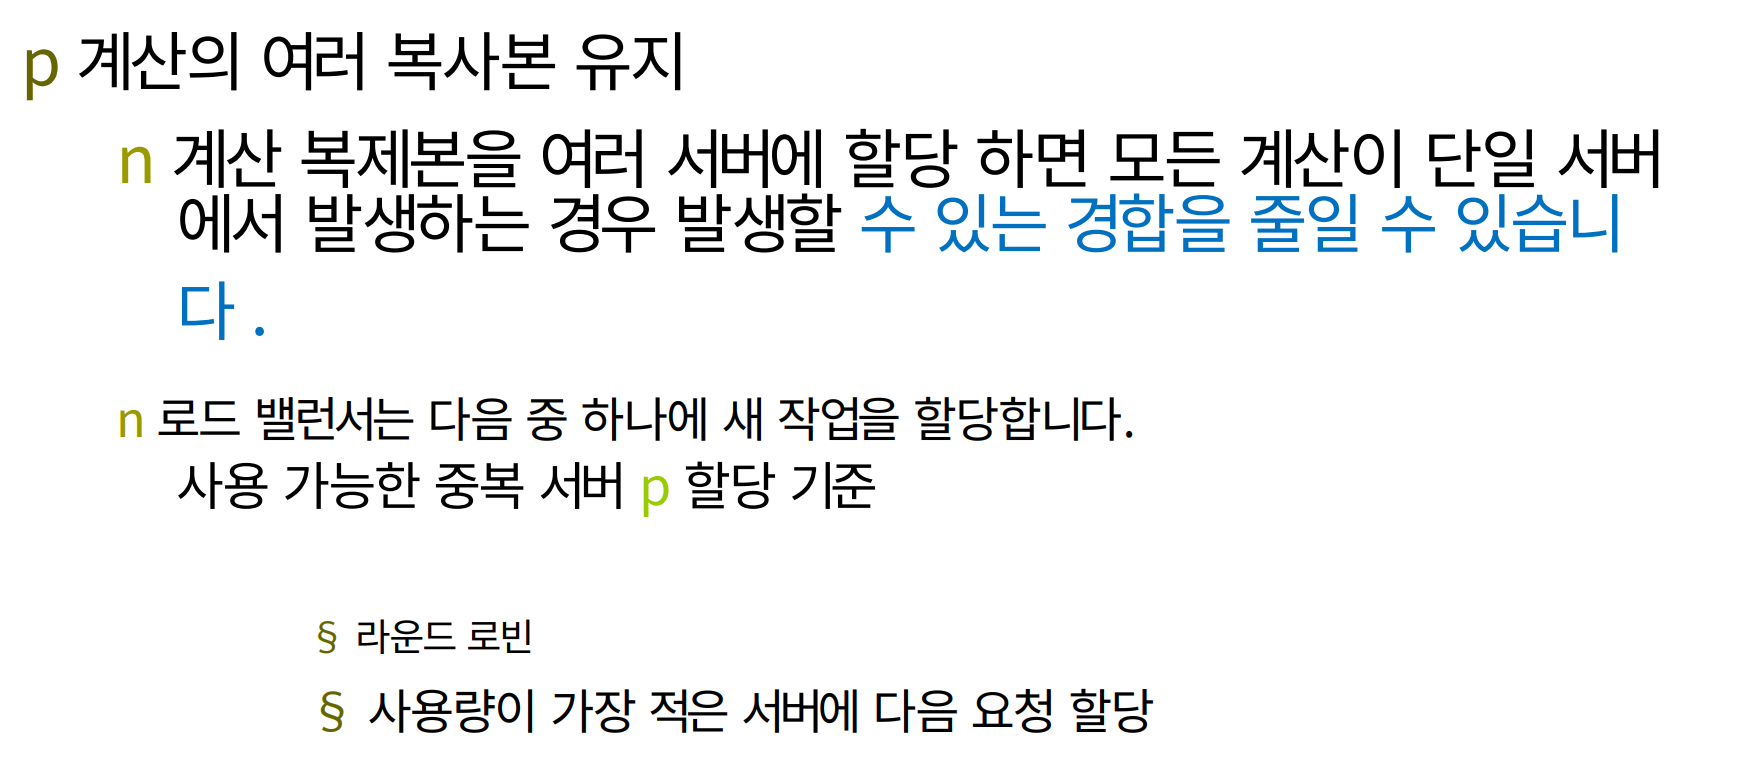 p 계산의 여러 복사본 유지
n 계산 복제본을 여러 서버에 할당 하면 모든 계산이 단일 서버
에서 발생하는 경우 발생할 수 있는 경합을 줄일 수 있습니
다 .
n 로드 밸런서는 다음 중 하나에 새 작업을 할당합니다.
사용 가능한 중복 서버 p 할당 기준
§ 라운드 로빈
§ 사용량이 가장 적은 서버에 다음 요청 할당